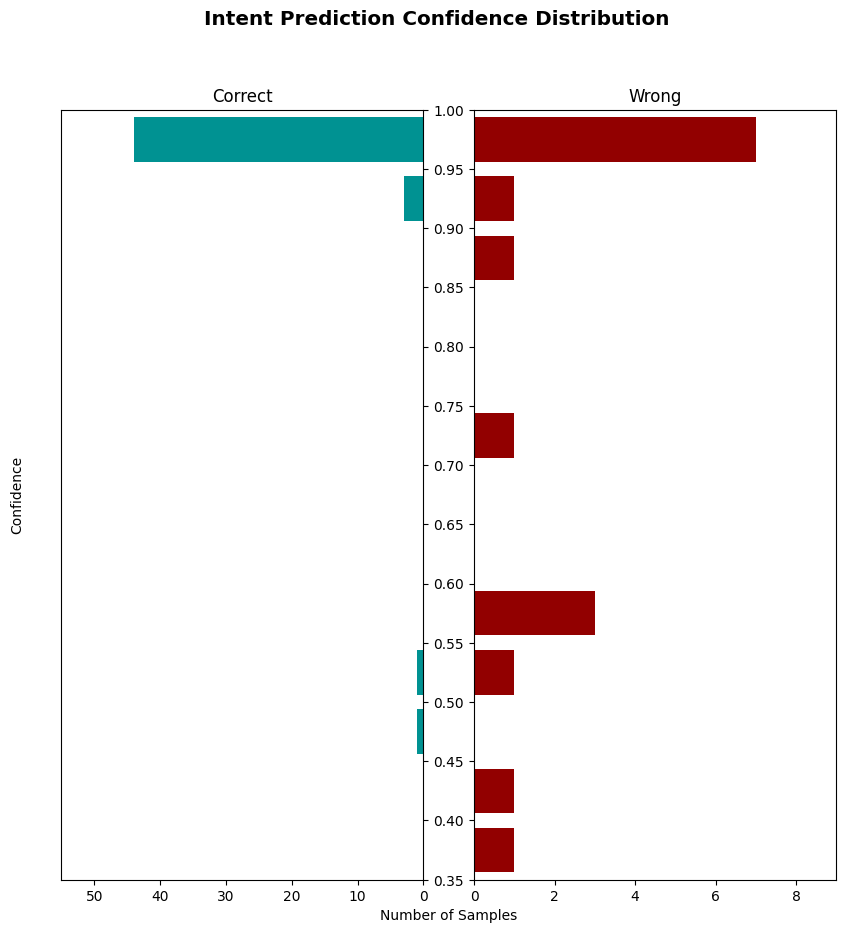 Intent Prediction Confidence Distribution
Correct
Wrong
1.00
0.95
0.90
0.85
0.80
0.75
0.70
0.65
0.60
0.55
0.50
0.45
0.40
0.35
Confidence
50 40 30 20 10 0
0 2 4 6 8
Number of Samples